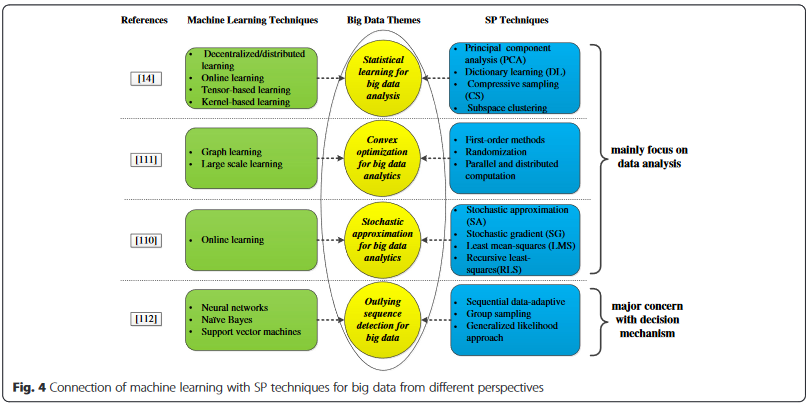 References
Machine Learning Techniques
Big Data Themes
SP Techniques
[14]
• Decentralized/distributed
learning
• Online learning
• Tensor-based learning
• Kernel-based learning
Statistical
learning for
big data
analysis
• Principal component
analysis (PCA)
• Dictionary learning (DL)
• Compressive sampling
(CS)
• Subspace clustering
[111]
• Graph learning
• Large scale learning
Convex
optimization for
big data
analytics
• First-order methods
• Randomization
• Parallel and distributed
computation
mainly focus on
data analysis
[110]
• Online learning
Stochastic
approximation
for big data
analytics
• Stochastic approximation
(SA)
• Stochastic gradient (SG)
• Least mean-squares (LMS)
• Recursive least-
squares(RLS)
[112]
• Neural networks
• Naïve Bayes
• Support vector machines
Outlying
sequence
detection for
big data
• Sequential data-adaptive
• Group sampling
• Generalized likelihood
approach
major concern
with decision
mechanism
Fig. 4 Connection of machine learning with SP techniques for big data from different perspectives